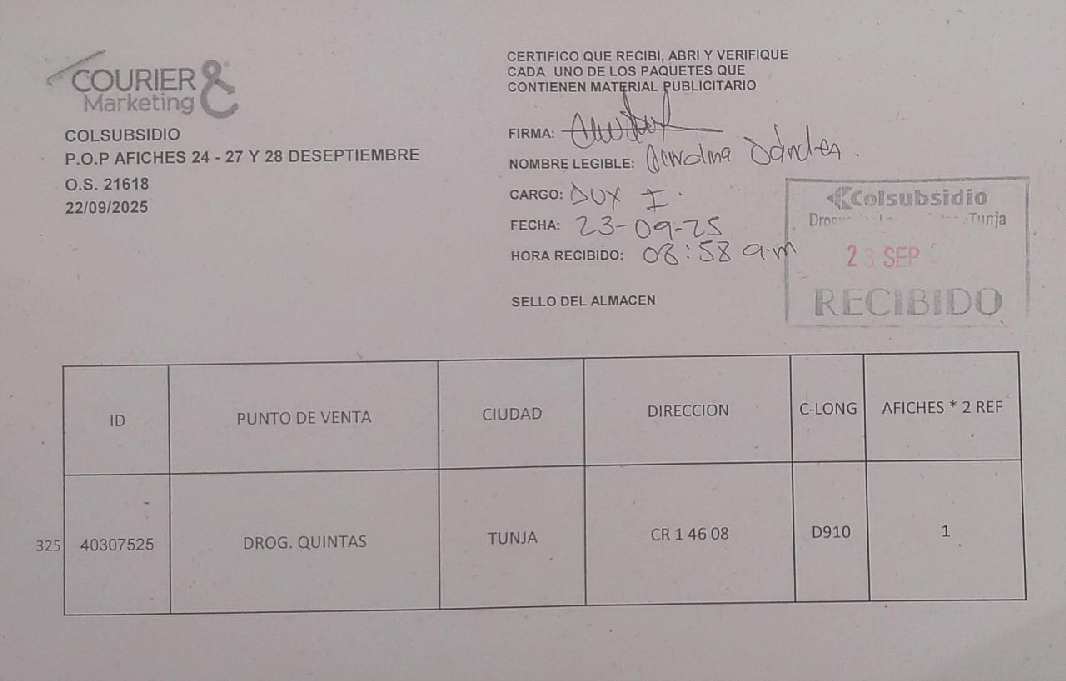 COURIER &
Marketing
COLSUBSIDIO
P.O.P AFICHES 24 - 27 Y 28 DESEPTIEMBRE
O.S. 21618
22/09/2025
CERTIFICO QUE RECIBI, ABRI Y VERIFIQUE
CADA UNO DE LOS PAQUETES QUE
CONTIENEN MATERIAL PUBLICITARIO
FIRMA:
NOMBRE LEGIBLE:
CARGO: AUX I.
FECHA: 23-09-25
HORA RECIBIDO: 08:58 am
SELLO DEL ALMACEN
Colsubsidio
Tunja
23 SEP
RECIBIDO
ID PUNTO DE VENTA CIUDAD DIRECCION C-LONG AFICHES * 2 REF
325 40307525 DROG. QUINTAS TUNJA CR 1 46 08 D910 1